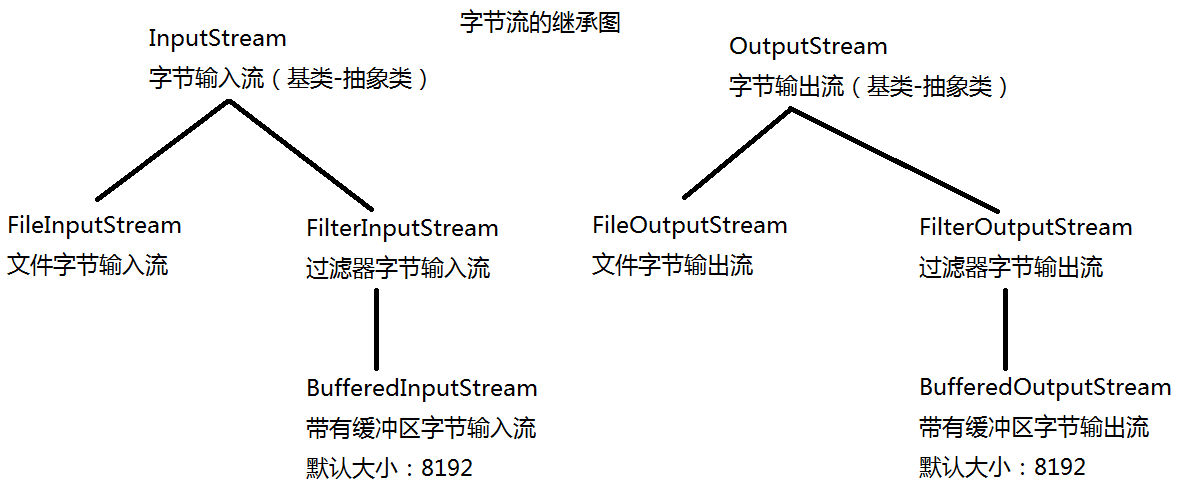 字节流的继承图
InputStream
字节输入流（基类-抽象类）
OutputStream
字节输出流（基类-抽象类）
FileInputStream
文件字节输入流
FilterInputStream
过滤器字节输入流
FileOutputStream
文件字节输出流
FilterOutputStream
过滤器字节输出流
BufferedInputStream
带有缓冲区字节输入流
默认大小：8192
BufferedOutputStream
带有缓冲区字节输出流
默认大小：8192